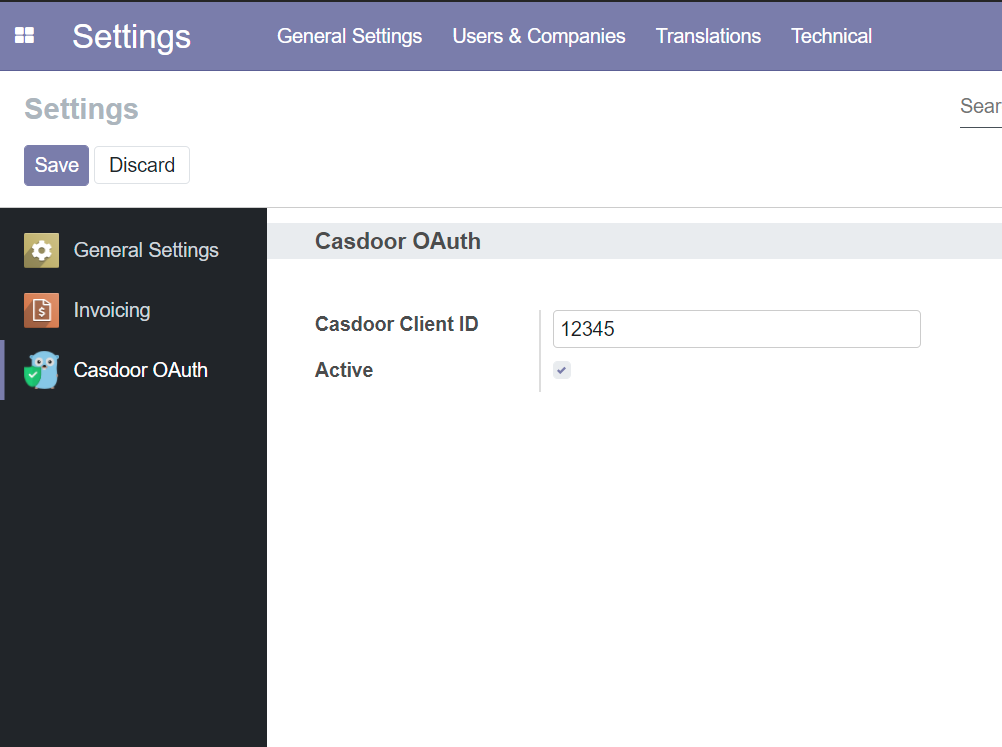 Settings General Settings Users & Companies Translations Technical
Settings
Sear
Save Discard
General Settings
Invoicing
Casdoor OAuth
Casdoor OAuth
Casdoor Client ID 12345
Active